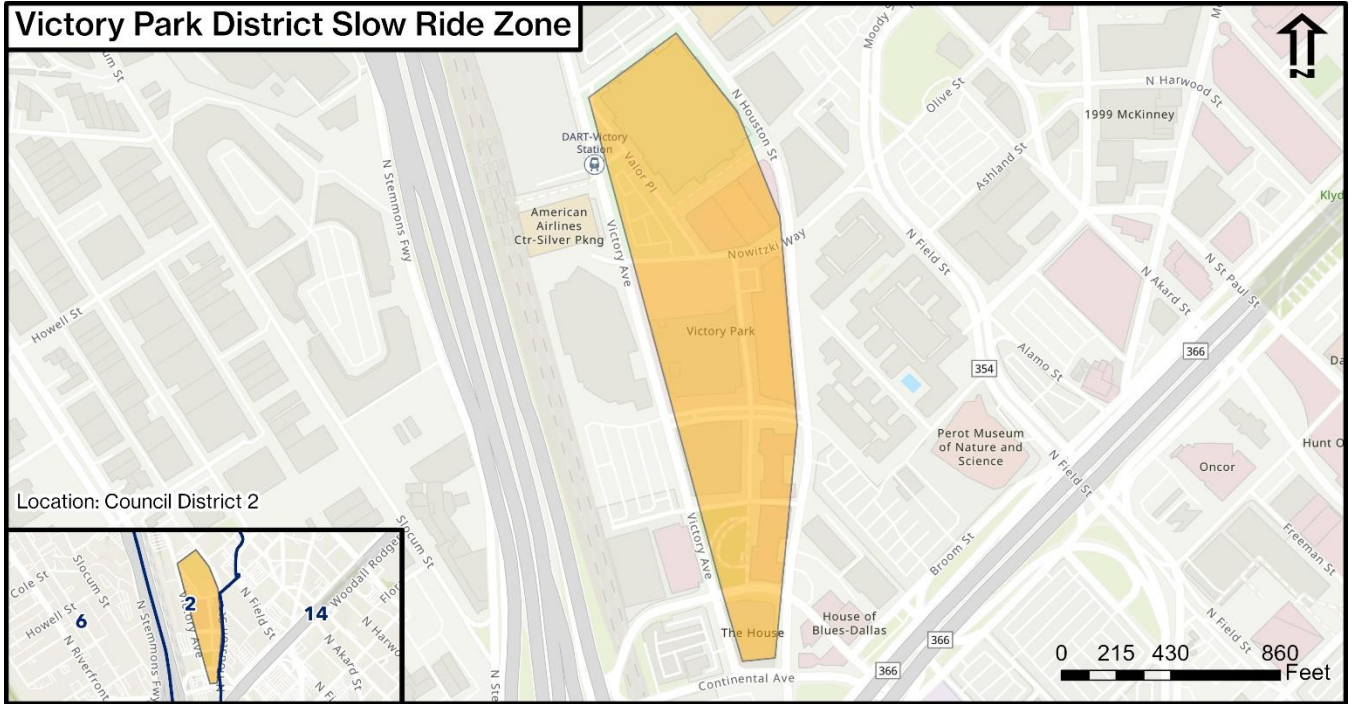 Victory Park District Slow Ride Zone
N
Slocum St
N Stemmons Fwy
Howell St
DART-Victory
Station
Valor Pl
American
Airlines
Ctr-Silver Pkng
Victory Ave
N Houston St
Nowitzki Way
Victory Park
Victory Ave
The House
Continental Ave
House of
Blues-Dallas
Olive St
Ashland St
N Field St
1999 McKinney
N Harwood St
N St Paul St
N Akard St
Alamo St
354
366
Perot Museum
of Nature and
Science
N Field St
Oncor
Freeman St
Broom St
366
366
N Field St
Slocum St
Location: Council District 2
Cole St
Slocum St
Howell St
N Riverfront
N Stemmons Fwy
6
2
Victory Ave
N Field St
14
N Akard St
0 215 430 860
Feet